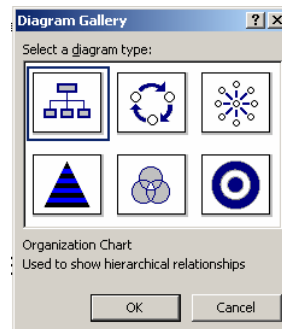 Diagram Gallery
Select a diagram type:
Organization Chart
Used to show hierarchical relationships
OK
Cancel